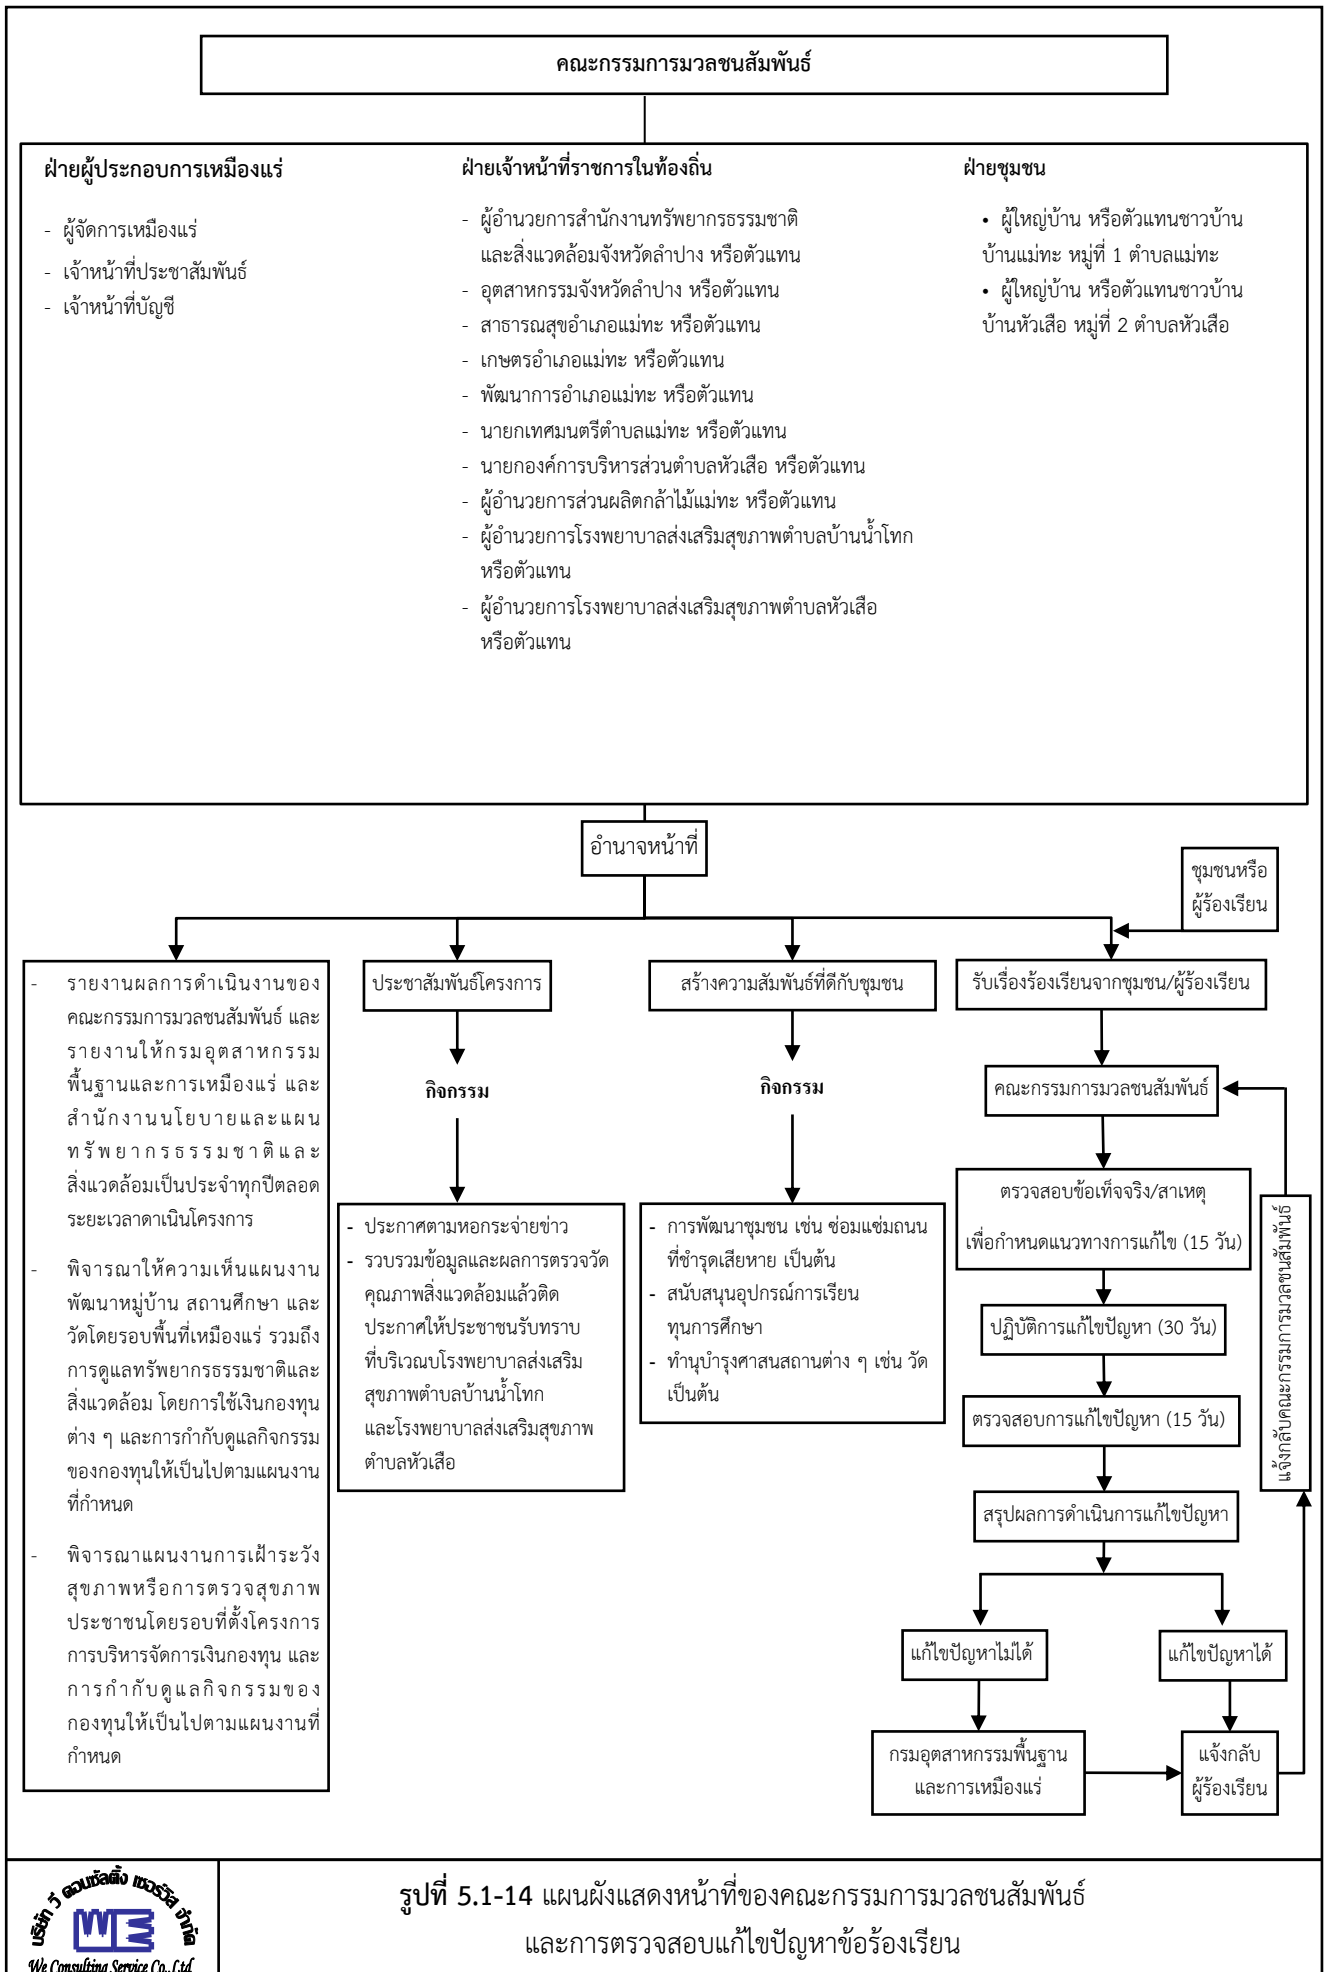 คณะกรรมการมวลชนสัมพันธ์
ฝ่ายผู้ประกอบการเหมืองแร่
- ผู้จัดการเหมืองแร่
- เจ้าหน้าที่ประชาสัมพันธ์
- เจ้าหน้าที่บัญชี
ฝ่ายเจ้าหน้าที่ราชการในท้องถิ่น
- ผู้อำนวยการสำนักงานทรัพยากรธรรมชาติ
และสิ่งแวดล้อมจังหวัดลำปาง หรือตัวแทน
- อุตสาหกรรมจังหวัดลำปาง หรือตัวแทน
- สาธารณสุขอำเภอแม่ทะ หรือตัวแทน
- เกษตรอำเภอแม่ทะ หรือตัวแทน
- พัฒนาการอำเภอแม่ทะ หรือตัวแทน
- นายกเทศมนตรีตำบลแม่ทะ หรือตัวแทน
- นายกองค์การบริหารส่วนตำบลหัวเสือ หรือตัวแทน
- ผู้อำนวยการส่วนผลิตกล้าไม้แม่ทะ หรือตัวแทน
- ผู้อำนวยการโรงพยาบาลส่งเสริมสุขภาพตำบลบ้านน้ำโทก
หรือตัวแทน
- ผู้อำนวยการโรงพยาบาลส่งเสริมสุขภาพตำบลหัวเสือ
หรือตัวแทน
ฝ่ายชุมชน
• ผู้ใหญ่บ้าน หรือตัวแทนชาวบ้าน
บ้านแม่ทะ หมู่ที่ 1 ตำบลแม่ทะ
• ผู้ใหญ่บ้าน หรือตัวแทนชาวบ้าน
บ้านหัวเสือ หมู่ที่ 2 ตำบลหัวเสือ
อำนาจหน้าที่
ชุมชนหรือ
ผู้ร้องเรียน
- รายงานผลการดำเนินงานของ
คณะกรรมการมวลชนสัมพันธ์ และ
รายงานให้กรมอุตสาหกรรม
พื้นฐานและการเหมืองแร่ และ
สำนักงานนโยบายและแผน
ทรัพยากรธรรมชาติและ
สิ่งแวดล้อมเป็นประจำทุกปีตลอด
ระยะเวลาดาเนินโครงการ
- พิจารณาให้ความเห็นแผนงาน
พัฒนาหมู่บ้าน สถานศึกษา และ
วัดโดยรอบพื้นที่เหมืองแร่ รวมถึง
การดูแลทรัพยากรธรรมชาติและ
สิ่งแวดล้อม โดยการใช้เงินกองทุน
ต่าง ๆ และการกำกับดูแลกิจกรรม
ของกองทุนให้เป็นไปตามแผนงาน
ที่กำหนด
- พิจารณาแผนงานการเฝ้าระวัง
สุขภาพหรือการตรวจสุขภาพ
ประชาชนโดยรอบที่ตั้งโครงการ
การบริหารจัดการเงินกองทุน และ
การกำกับดูแลกิจกรรมของ
กองทุนให้เป็นไปตามแผนงานที่
กำหนด
ประชาสัมพันธ์โครงการ
กิจกรรม
- ประกาศตามหอกระจ่ายข่าว
- รวบรวมข้อมูลและผลการตรวจวัด
คุณภาพสิ่งแวดล้อมแล้วติด
ประกาศให้ประชาชนรับทราบ
ที่บริเวณบโรงพยาบาลส่งเสริม
สุขภาพตำบลบ้านน้ำโทก
และโรงพยาบาลส่งเสริมสุขภาพ
ตำบลหัวเสือ
สร้างความสัมพันธ์ที่ดีกับชุมชน
กิจกรรม
- การพัฒนาชุมชน เช่น ซ่อมแซ่มถนน
ที่ชำรุดเสียหาย เป็นต้น
- สนับสนุนอุปกรณ์การเรียน
ทุนการศึกษา
- ทำนุบำรุงศาสนสถานต่าง ๆ เช่น วัด
เป็นต้น
รับเรื่องร้องเรียนจากชุมชน/ผู้ร้องเรียน
คณะกรรมการมวลชนสัมพันธ์
ตรวจสอบข้อเท็จจริง/สาเหตุ
เพื่อกำหนดแนวทางการแก้ไข (15 วัน)
ปฏิบัติการแก้ไขปัญหา (30 วัน)
ตรวจสอบการแก้ไขปัญหา (15 วัน)
สรุปผลการดำเนินการแก้ไขปัญหา
แก้ไขปัญหาไม่ได้
แก้ไขปัญหาได้
กรมอุตสาหกรรมพื้นฐาน
และการเหมืองแร่
แจ้งกลับ
ผู้ร้องเรียน
แจ้งกลับคณะกรรมการมวลชนสัมพันธ์
บริษัท วี คอนซัลติ้ง เซอร์วิส จำกัด
WE
We Consulting Service Co.,Ltd
รูปที่ 5.1-14 แผนผังแสดงหน้าที่ของคณะกรรมการมวลชนสัมพันธ์
และการตรวจสอบแก้ไขปัญหาข้อร้องเรียน